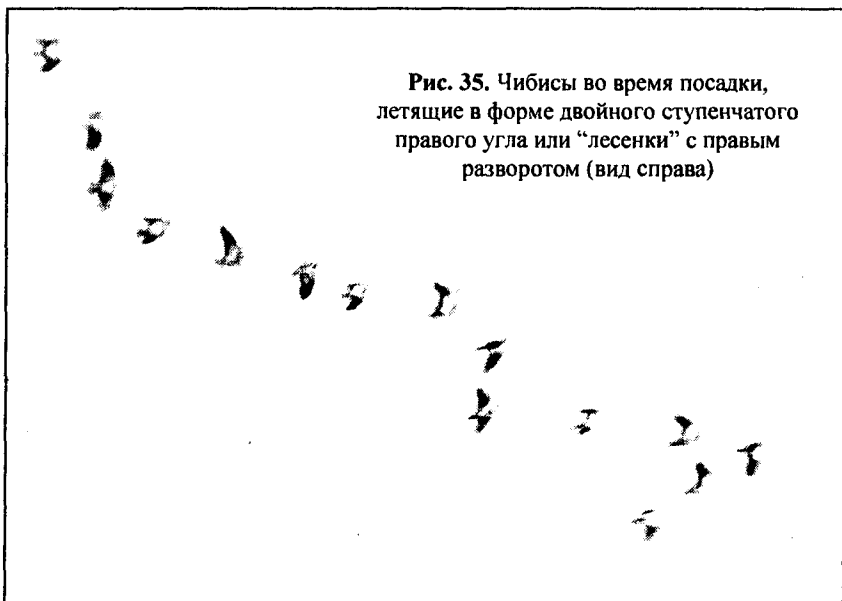 Рис. 35. Чибисы во время посадки,
летящие в форме двойного ступенчатого
правого угла или “лесенки” с правым
разворотом (вид справа)